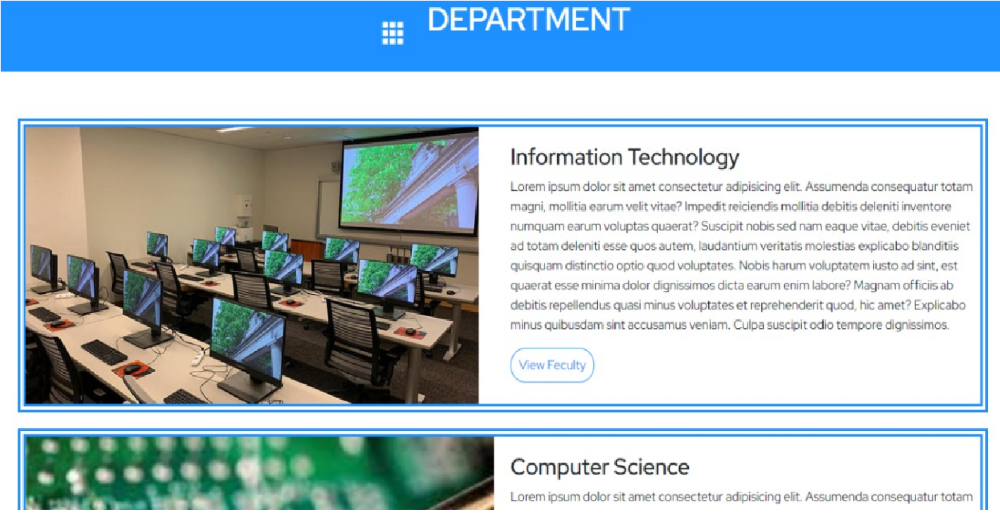 DEPARTMENT
Information Technology
Lorem ipsum dolor sit amet consectetur adipisicing elit. Assumenda consequatur totam
magni, mollitia earum velit vitae? Impedit reiciendis mollitia debitis deleniti inventore
numquam earum voluptas quaerat? Suscipit nobis sed nam eaque vitae, debitis eveniet
ad totam deleniti esse quos autem, laudantium veritatis molestias explicabo blanditiis
quisquam distinctio optio quod voluptates. Nobis harum voluptatem iusto ad sint, est
quaerat esse minima dolor dignissimos dicta earum enim labore? Magnam officiis ab
debitis repellendus quasi minus voluptates et reprehenderit quod, hic amet? Explicabo
minus quibusdam sint accusamus veniam. Culpa suscipit odio tempore dignissimos.
View Feculty
Computer Science
Lorem ipsum dolor sit amet consectetur adipisicing elit. Assumenda consequatur totam